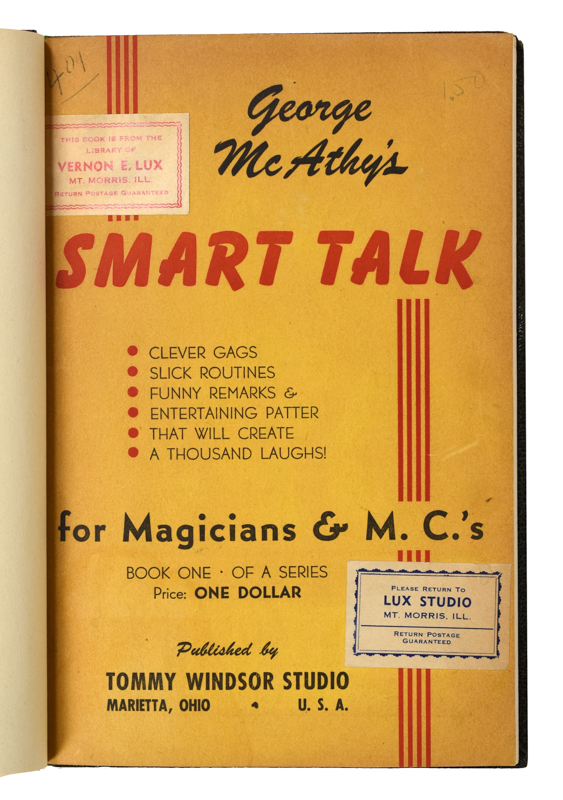 401
1.50
George
McAthy's
THIS BOOK IS FROM THE
LIBRARY OF
VERNON E. LUX
MT. MORRIS, ILL.
RETURN POSTAGE GUARANTEED
SMART TALK
• CLEVER GAGS
• SLICK ROUTINES
• FUNNY REMARKS &
• ENTERTAINING PATTER
• THAT WILL CREATE
• A THOUSAND LAUGHS!
for Magicians & M. C.'s
BOOK ONE · OF A SERIES
Price: ONE DOLLAR
PLEASE RETURN TO
LUX STUDIO
MT. MORRIS, ILL.
RETURN POSTAGE
GUARANTEED
Published by
TOMMY WINDSOR STUDIO
MARIETTA, OHIO • U. S. A.